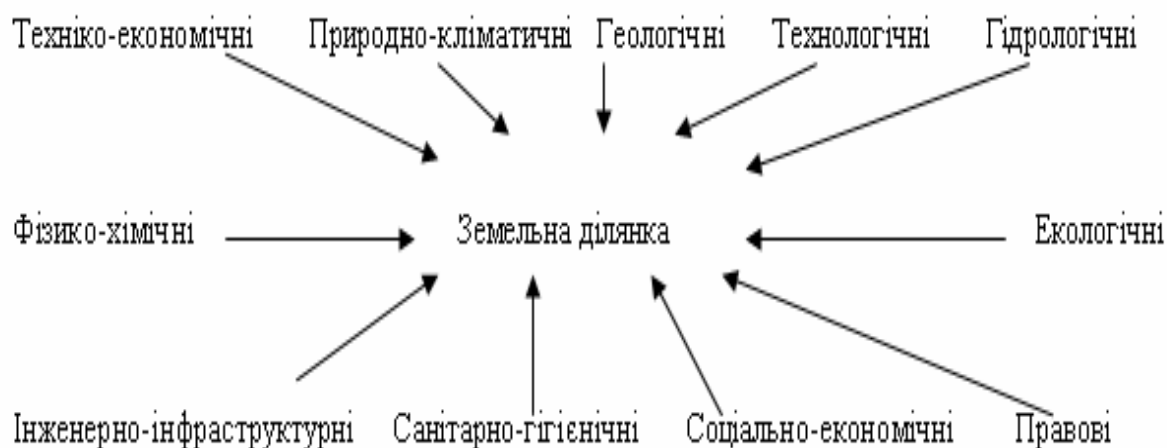 Техніко-економічні Природно-кліматичні Геологічні Технологічні Гідрологічні
Фізико-хімічні Земельна ділянка Екологічні
Інженерно-інфраструктурні Санітарно-гігієнічні Соціально-економічні Правові